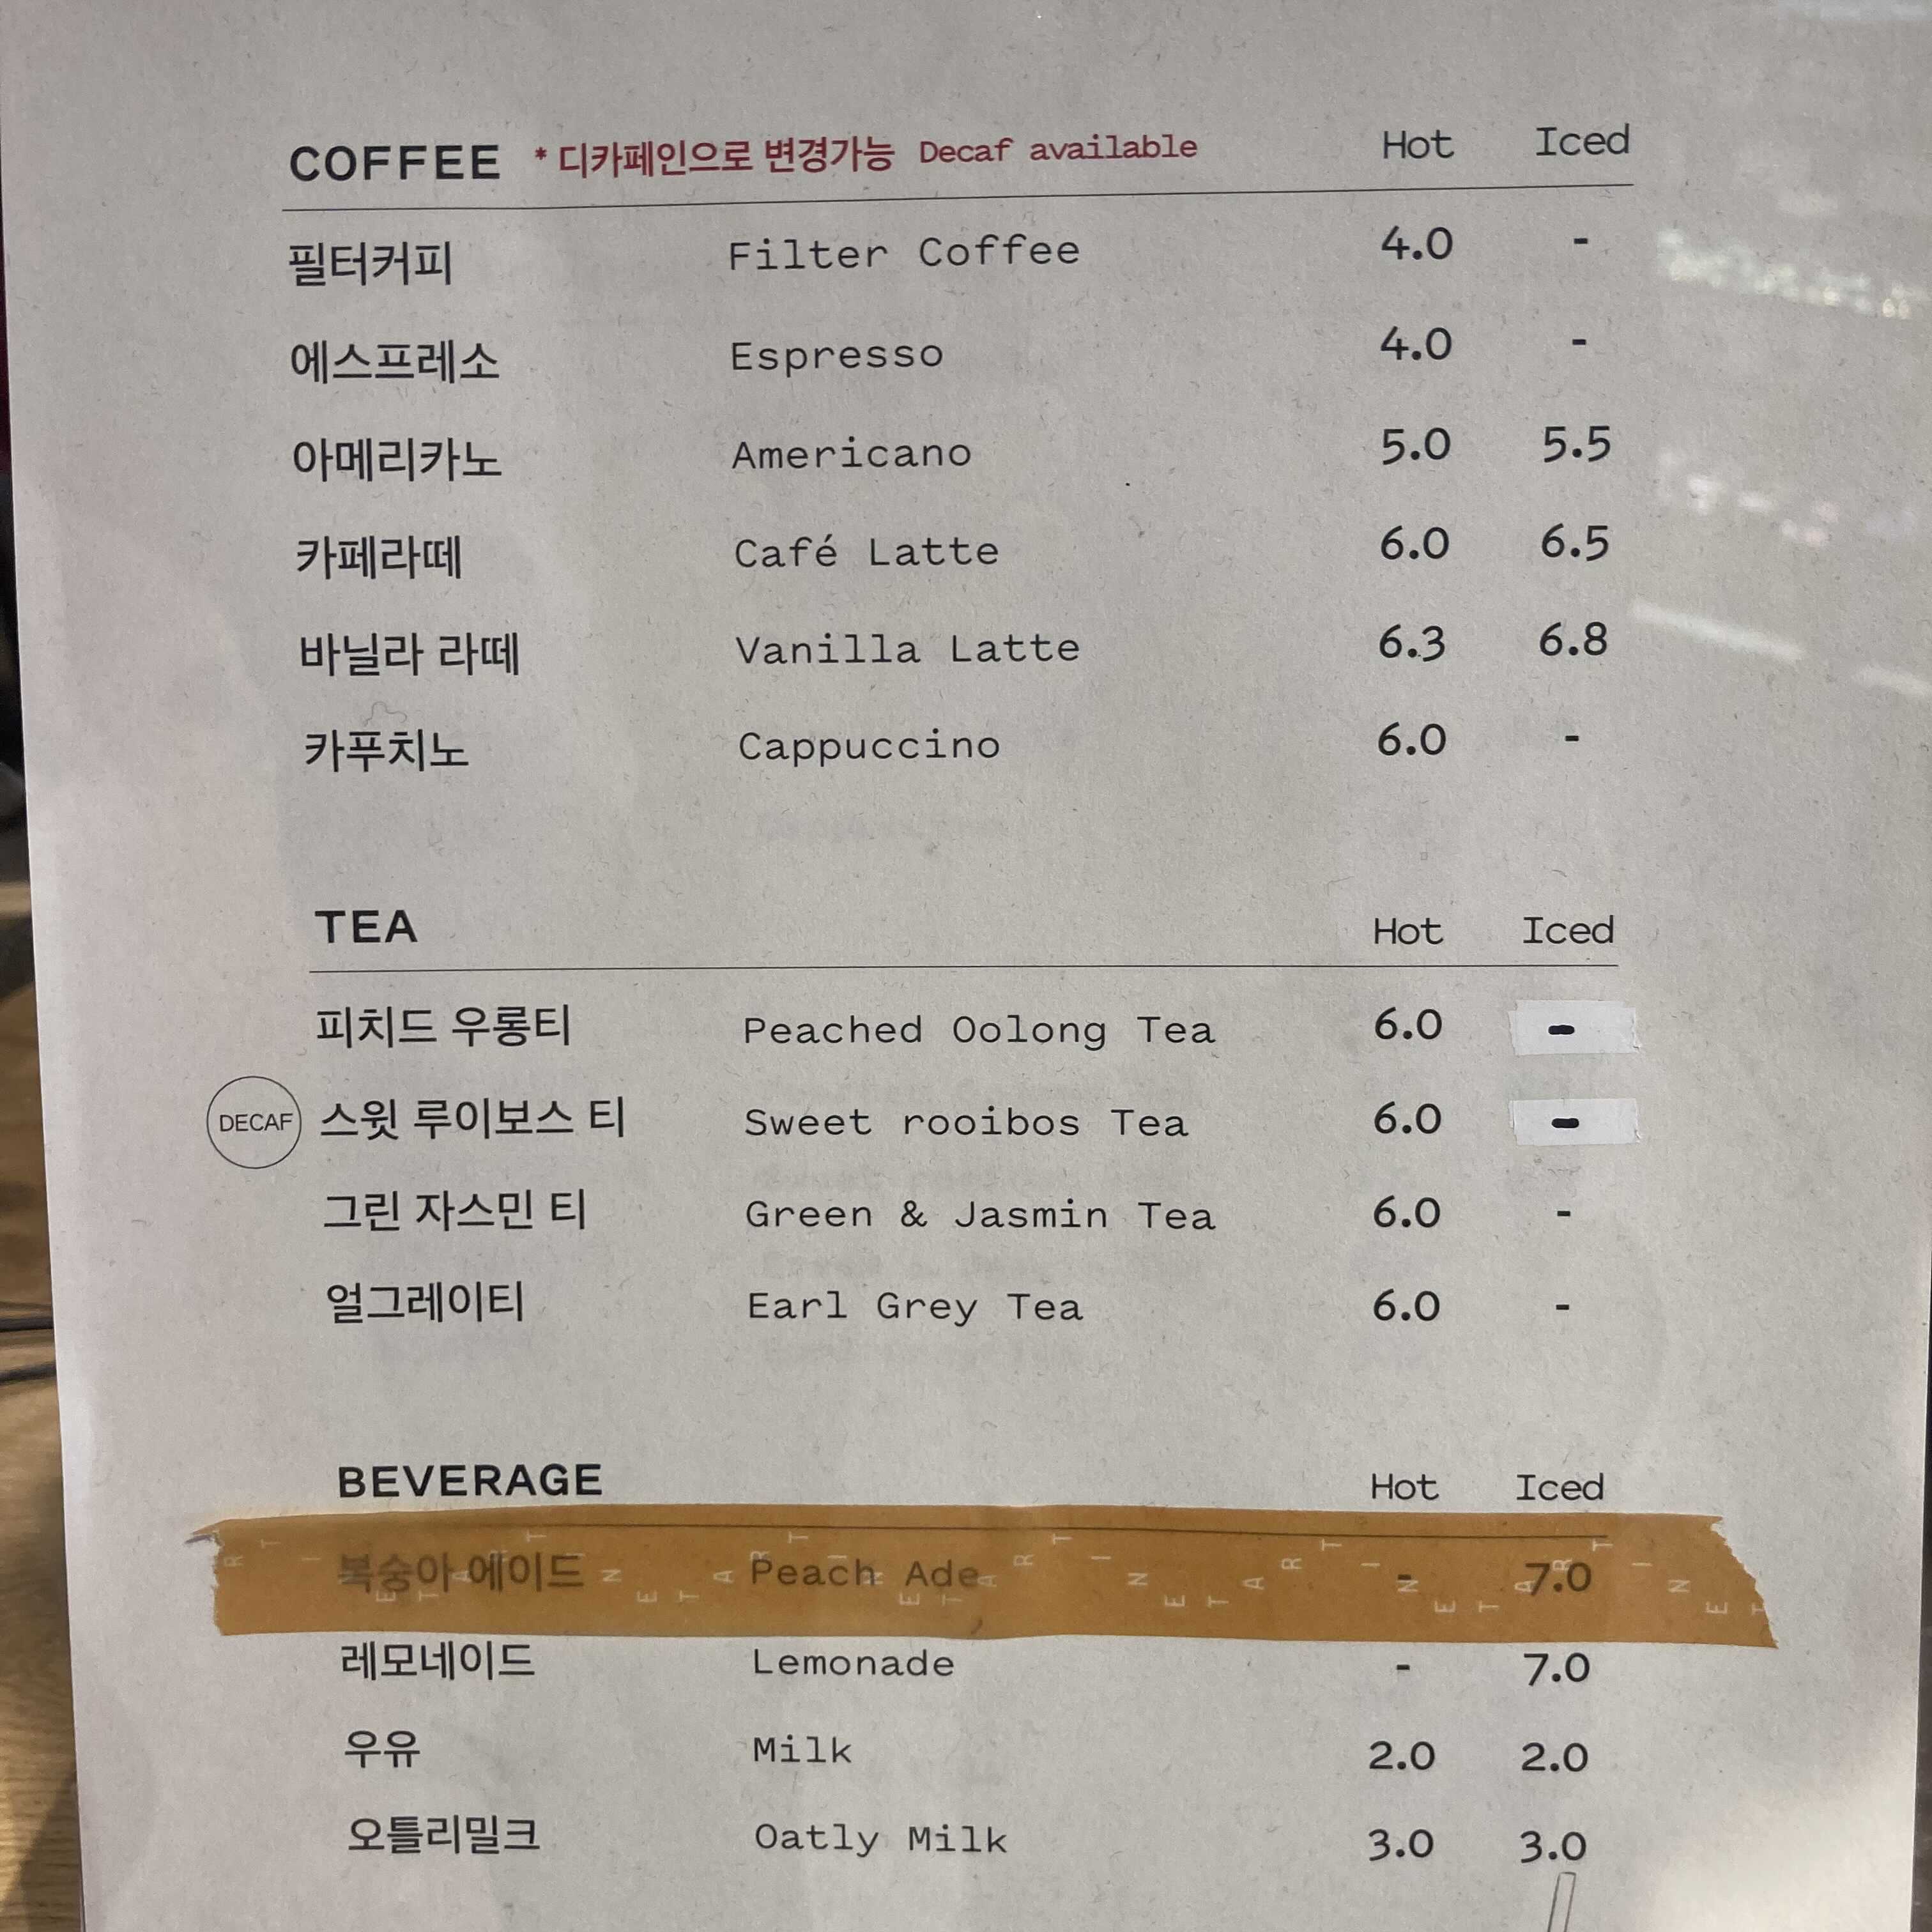 COFFEE * 디카페인으로 변경가능 Decaf available Hot Iced
필터커피 Filter Coffee 4.0 -
에스프레소 Espresso 4.0 -
아메리카노 Americano 5.0 5.5
카페라떼 Café Latte 6.0 6.5
바닐라 라떼 Vanilla Latte 6.3 6.8
카푸치노 Cappuccino 6.0 -
TEA Hot Iced
피치드 우롱티 Peached Oolong Tea 6.0 -
DECAF 스윗 루이보스 티 Sweet rooibos Tea 6.0 -
그린 자스민 티 Green & Jasmin Tea 6.0 -
얼그레이티 Earl Grey Tea 6.0 -
BEVERAGE Hot Iced
복숭아 에이드 Peach Ade - 7.0
레모네이드 Lemonade - 7.0
우유 Milk 2.0 2.0
오틀리밀크 Oatly Milk 3.0 3.0